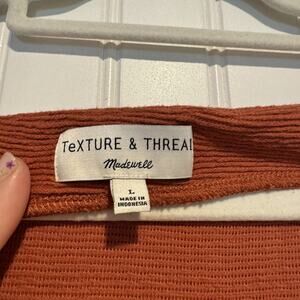 TeXTURE & THREAD
Madewell
L
MADE IN
INDONESIA